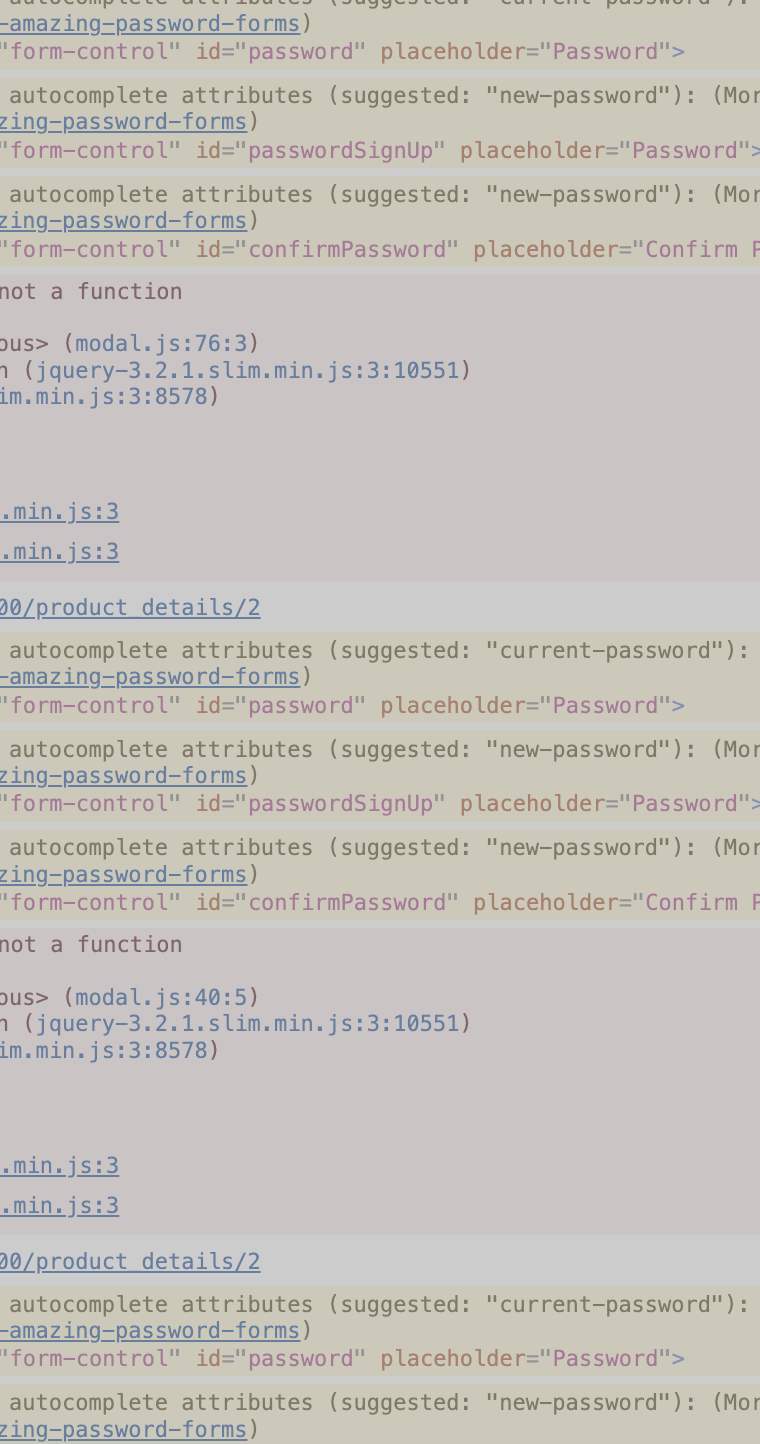 autocomplete attributes (suggested: "current-password"):
-amazing-password-forms)
"form-control" id="password" placeholder="Password">
autocomplete attributes (suggested: "new-password"): (Mor
zing-password-forms)
"form-control" id="passwordSignUp" placeholder="Password">
autocomplete attributes (suggested: "new-password"): (Mor
zing-password-forms)
"form-control" id="confirmPassword" placeholder="Confirm P
not a function
ous> (modal.js:76:3)
n (jquery-3.2.1.slim.min.js:3:10551)
im.min.js:3:8578)
.min.js:3
.min.js:3
00/product_details/2
autocomplete attributes (suggested: "current-password"):
-amazing-password-forms)
"form-control" id="password" placeholder="Password">
autocomplete attributes (suggested: "new-password"): (Mor
zing-password-forms)
"form-control" id="passwordSignUp" placeholder="Password">
autocomplete attributes (suggested: "new-password"): (Mor
zing-password-forms)
"form-control" id="confirmPassword" placeholder="Confirm P
not a function
ous> (modal.js:40:5)
n (jquery-3.2.1.slim.min.js:3:10551)
im.min.js:3:8578)
.min.js:3
.min.js:3
00/product_details/2
autocomplete attributes (suggested: "current-password"):
-amazing-password-forms)
"form-control" id="password" placeholder="Password">
autocomplete attributes (suggested: "new-password"): (Mor
zing-password-forms)